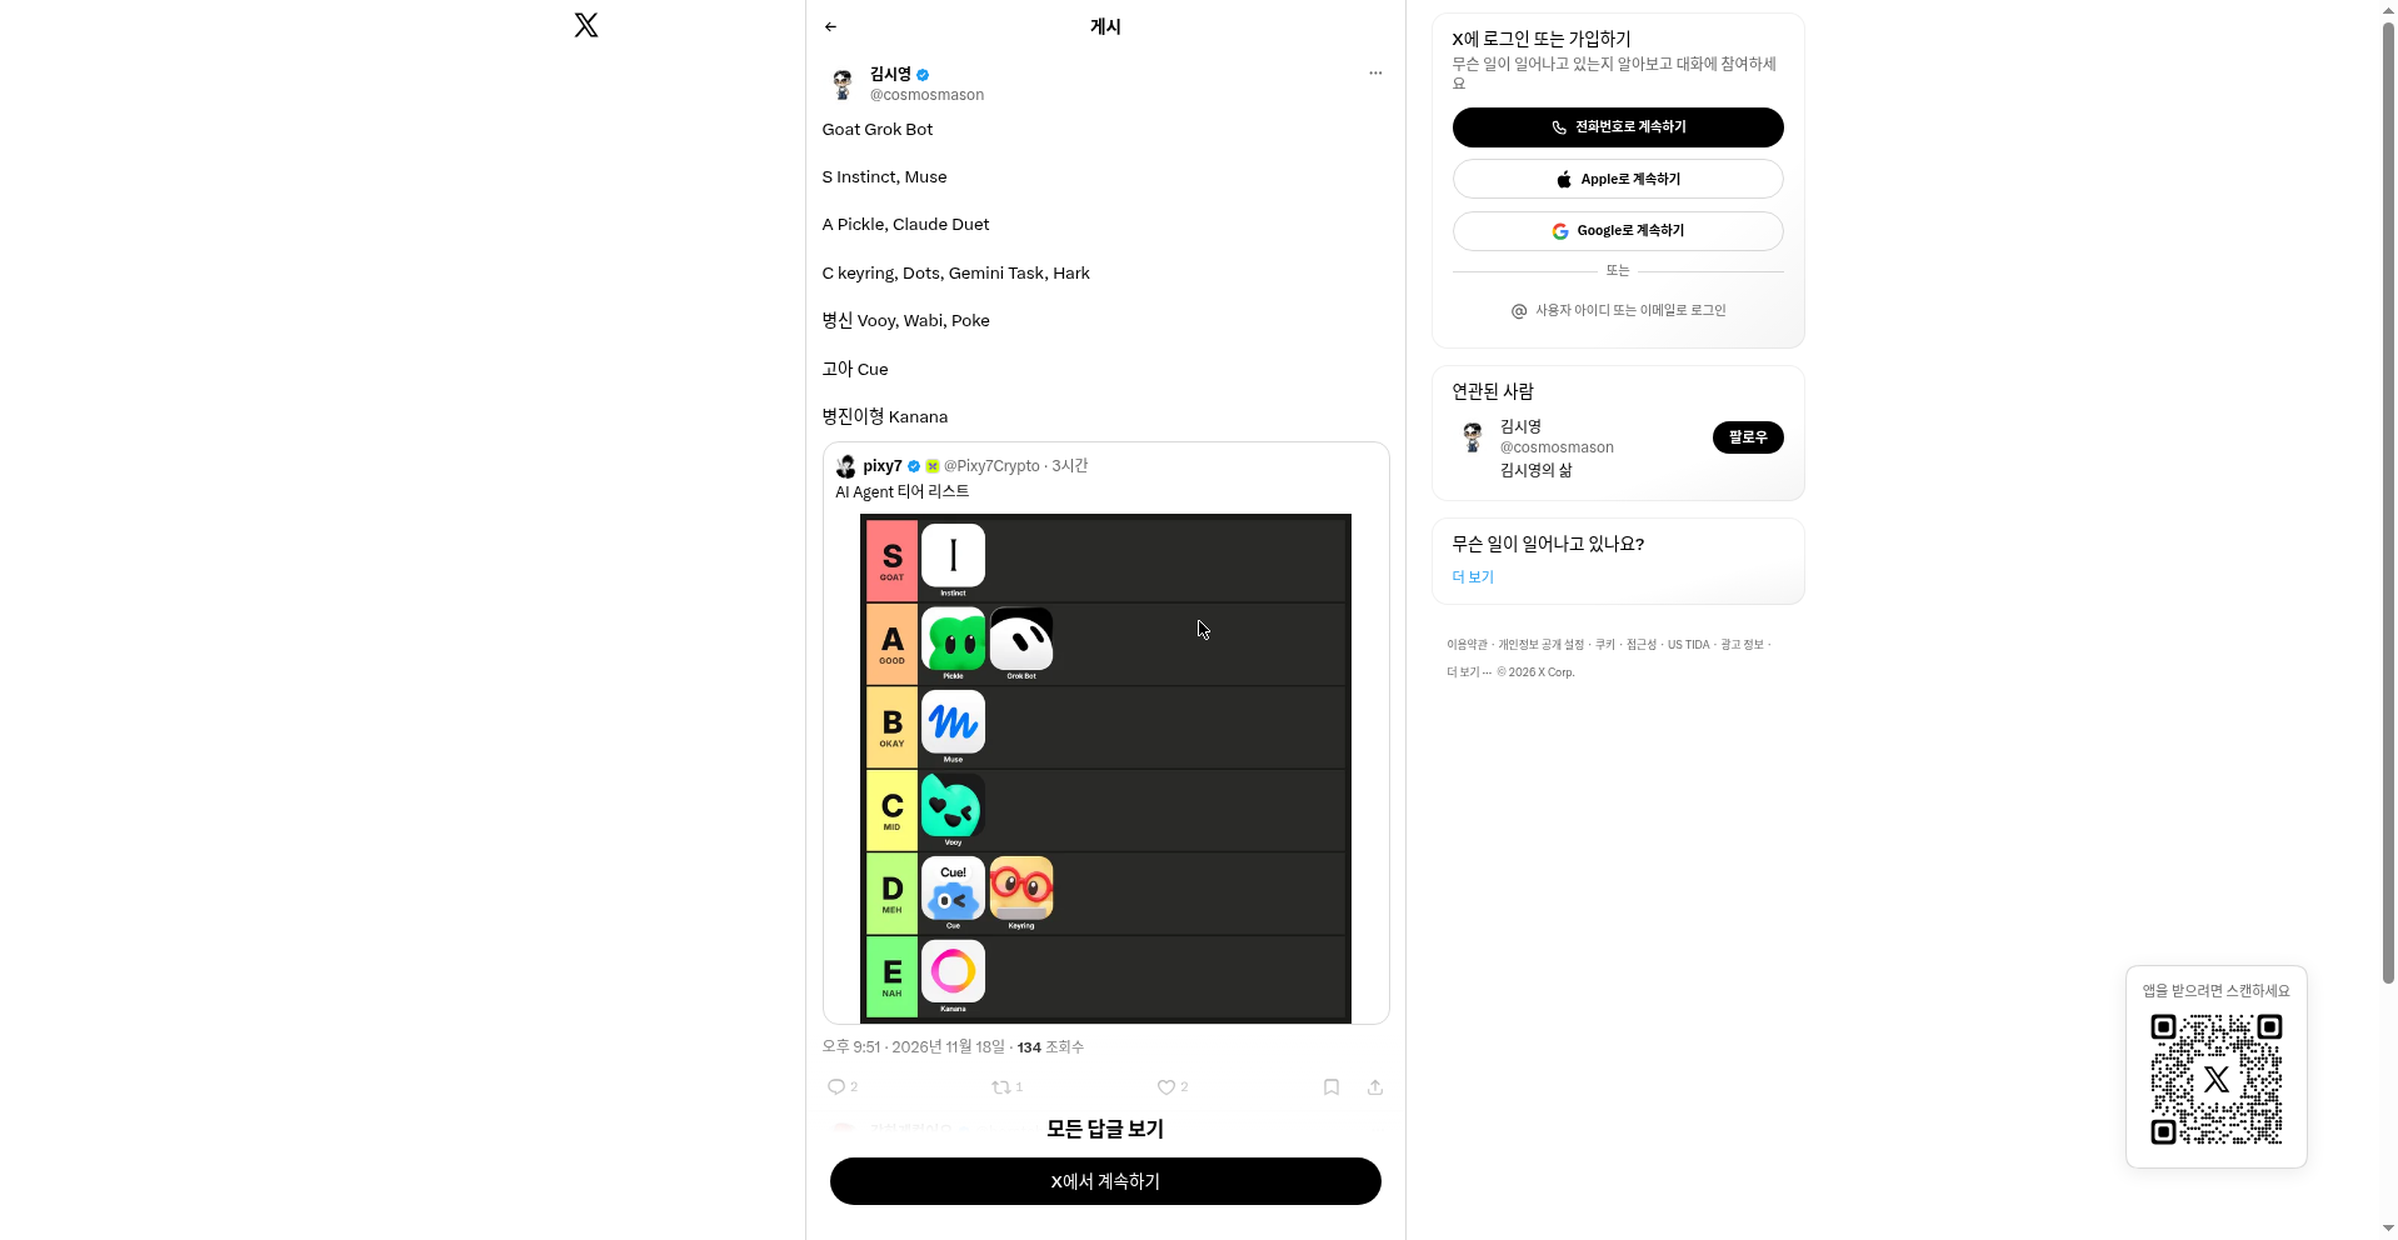 게시
김시영
@cosmosmason
Goat Grok Bot
S Instinct, Muse
A Pickle, Claude Duet
C keyring, Dots, Gemini Task, Hark
병신 Vooy, Wabi, Poke
고아 Cue
병진이형 Kanana
pixy7 @Pixy7Crypto · 3시간
AI Agent 티어 리스트
S
GOAT
Instinct
A
GOOD
Pickle Grok Bot
B
OKAY
Muse
C
MID
Vooy
D
MEH
Cue!
Cue Keyring
E
NAH
Kanana
오후 9:51 · 2026년 11월 18일 · 134 조회수
2 1 2
모든 답글 보기
X에서 계속하기
X에 로그인 또는 가입하기
무슨 일이 일어나고 있는지 알아보고 대화에 참여하세
요
전화번호로 계속하기
Apple로 계속하기
Google로 계속하기
또는
사용자 아이디 또는 이메일로 로그인
연관된 사람
김시영
@cosmosmason
김시영의 삶
팔로우
무슨 일이 일어나고 있나요?
더 보기
이용약관 · 개인정보 공개 설정 · 쿠키 · 접근성 · US TIDA · 광고 정보 ·
더 보기 ··· © 2026 X Corp.
앱을 받으려면 스캔하세요